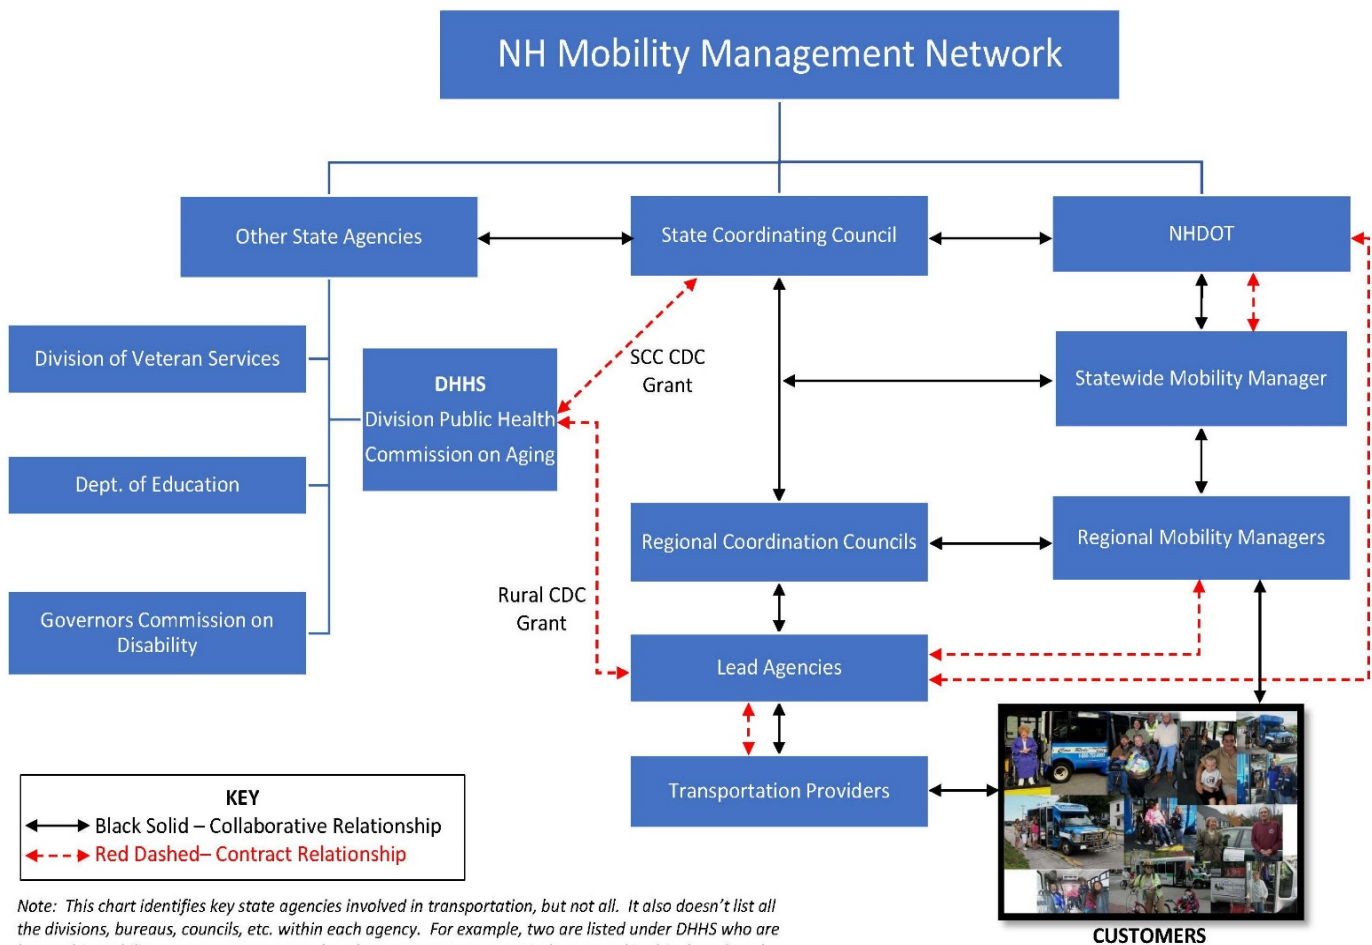 NH Mobility Management Network
Other State Agencies
State Coordinating Council
NHDOT
Division of Veteran Services
DHHS
Division Public Health
Commission on Aging
SCC CDC
Grant
Statewide Mobility Manager
Dept. of Education
Regional Coordination Councils
Regional Mobility Managers
Rural CDC
Grant
Governors Commission on
Disability
Lead Agencies
Transportation Providers
KEY
Black Solid – Collaborative Relationship
Red Dashed– Contract Relationship
Note: This chart identifies key state agencies involved in transportation, but not all. It also doesn't list all
the divisions, bureaus, councils, etc. within each agency. For example, two are listed under DHHS who are
CUSTOMERS